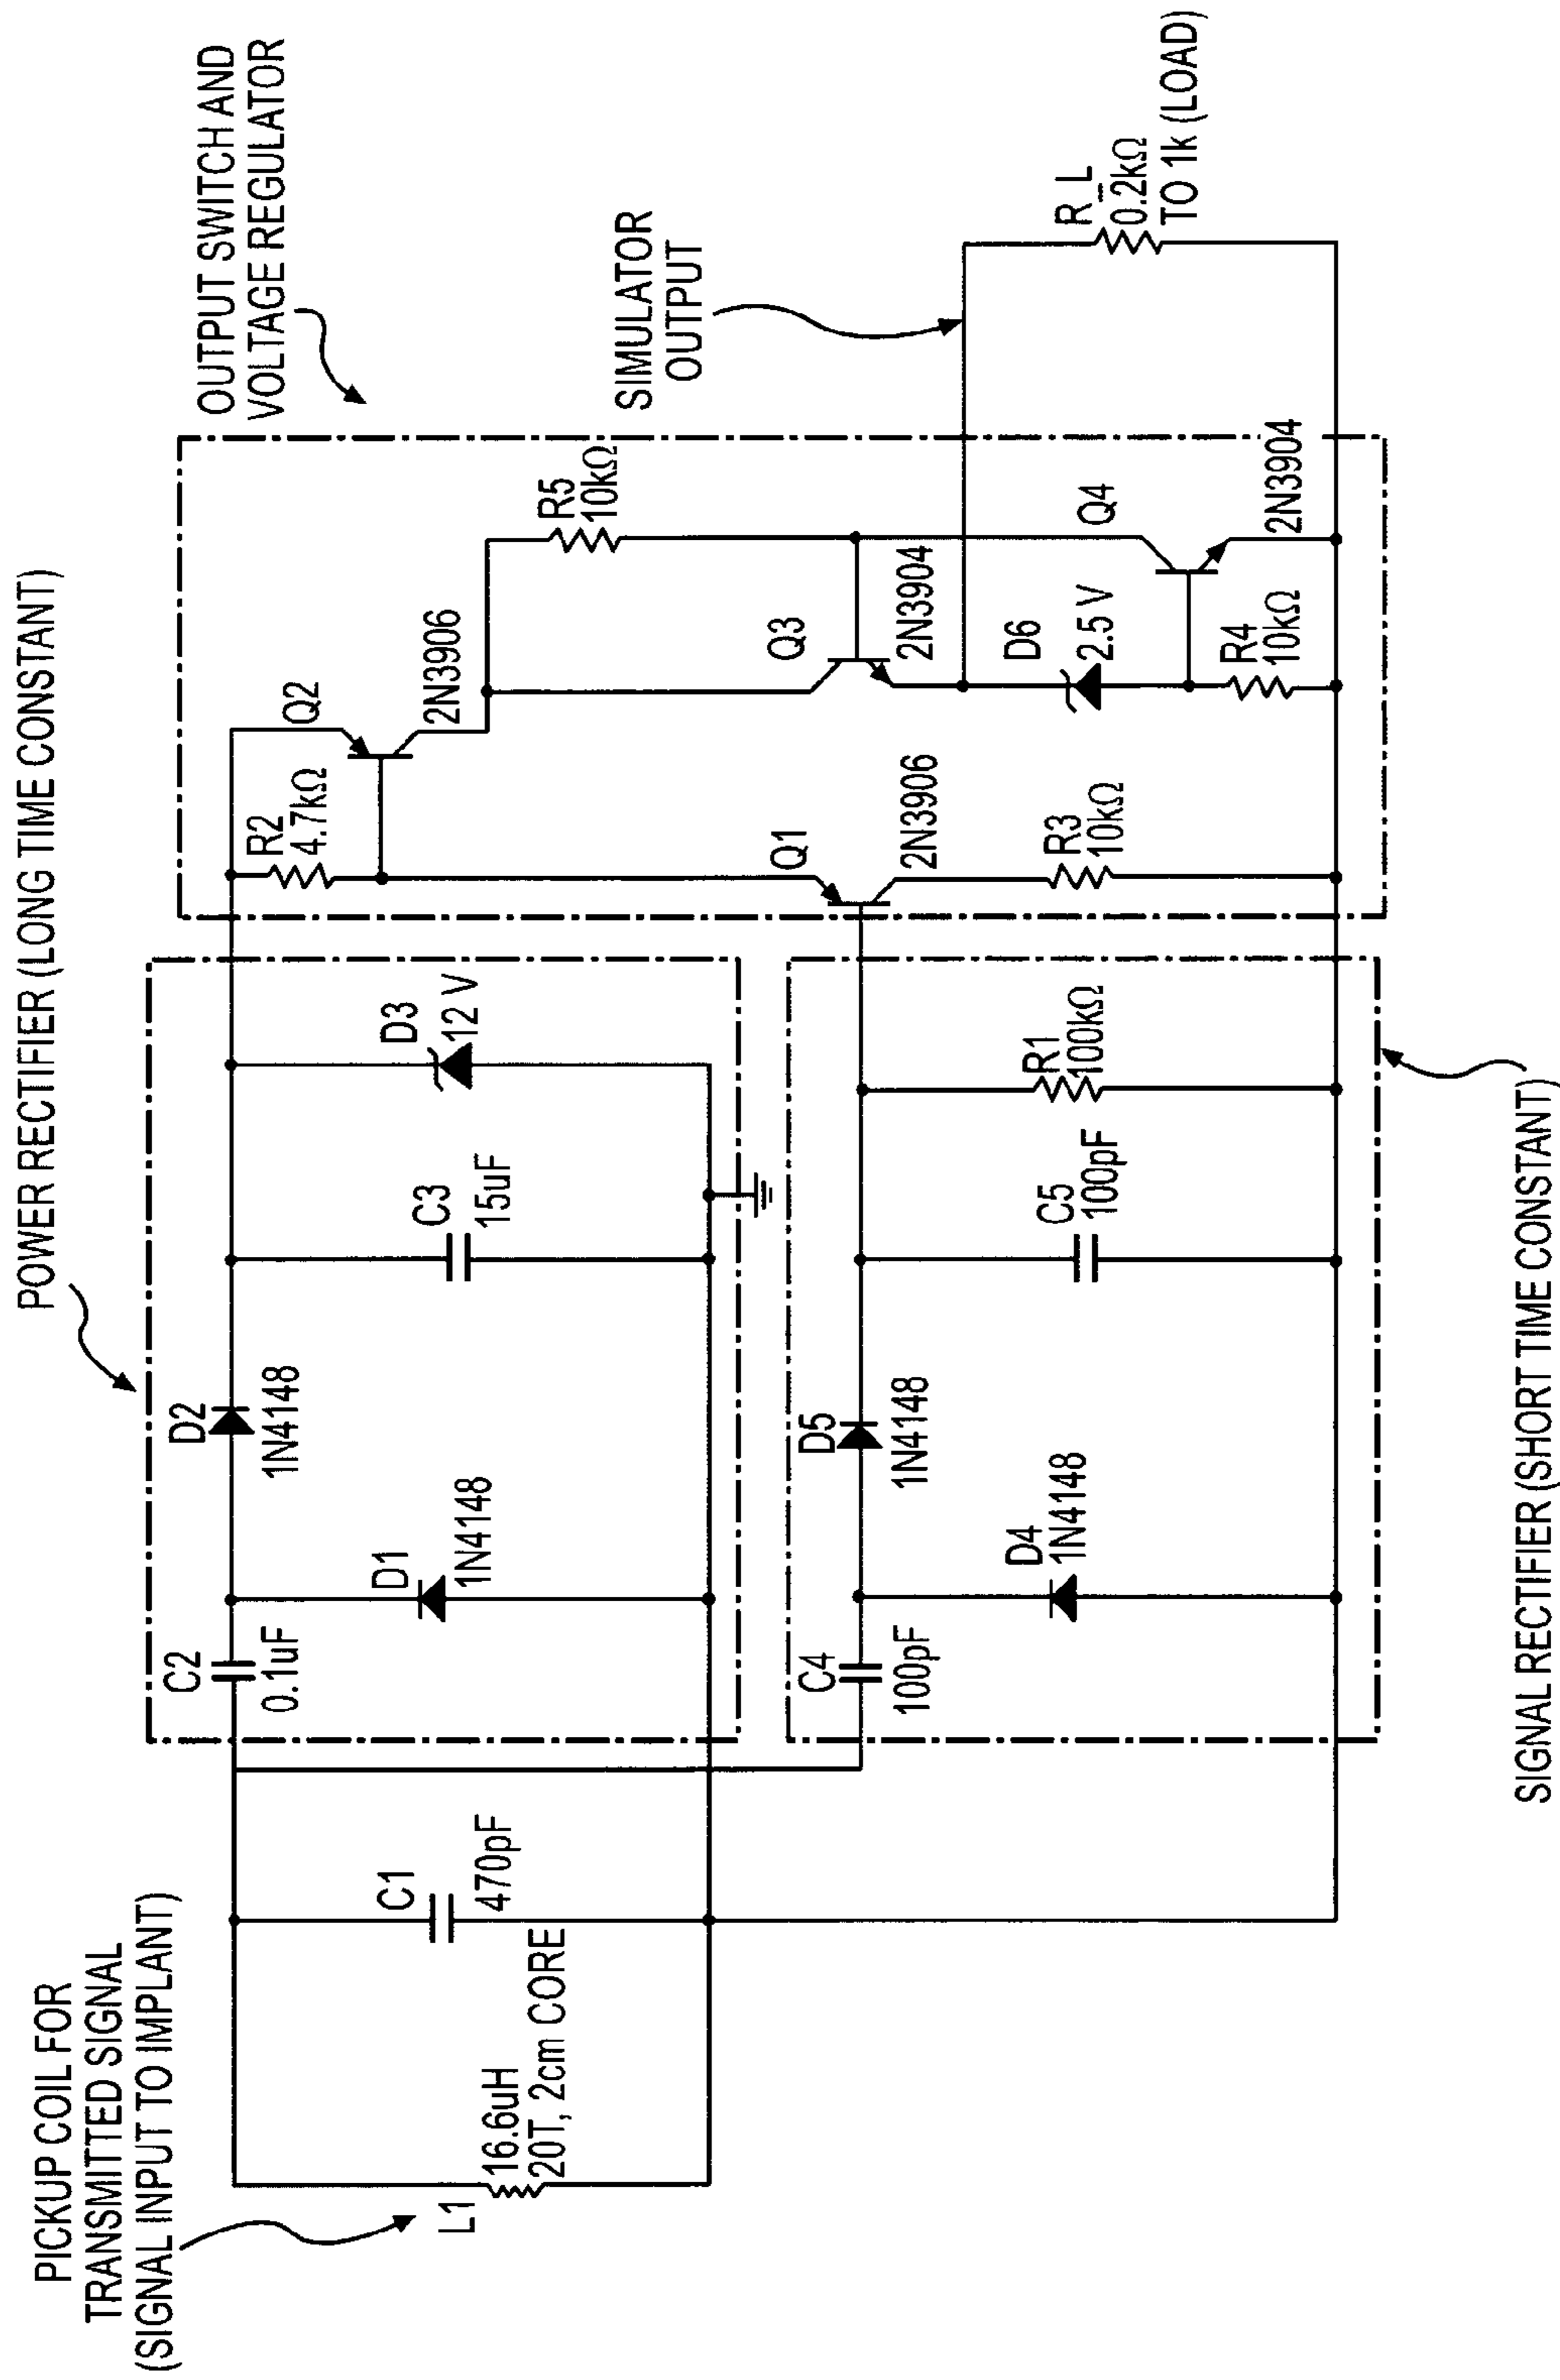 PICKUP COIL FOR
TRANSMITTED SIGNAL
(SIGNAL INPUT TO IMPLANT)
L1
16.6uH
20T, 2cm CORE
C1
470pF
POWER RECTIFIER (LONG TIME CONSTANT)
C2
0.1uF
D1
1N4148
D2
1N4148
C3
15uF
D3
12 V
C4
100pF
D4
1N4148
D5
1N4148
C5
100pF
R1
100kΩ
SIGNAL RECTIFIER (SHORT TIME CONSTANT)
OUTPUT SWITCH AND
VOLTAGE REGULATOR
R2
4.7kΩ
Q2
2N3906
Q1
2N3906
R3
10kΩ
R5
10kΩ
Q3
2N3904
D6
2.5 V
R4
10kΩ
Q4
2N3904
SIMULATOR
OUTPUT
R_L
0.2kΩ
TO 1k (LOAD)